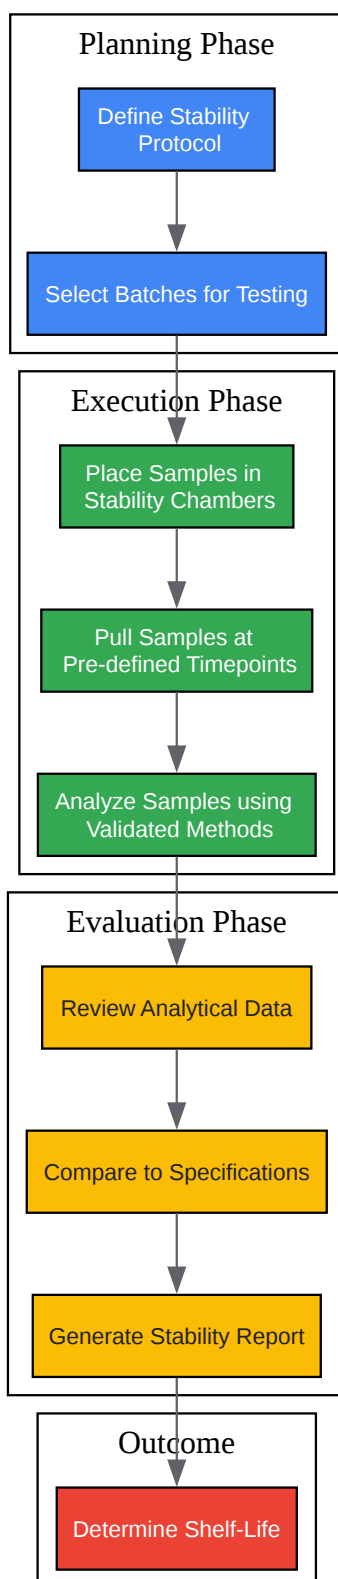 Planning Phase
Define Stability
Protocol
Select Batches for Testing
Execution Phase
Place Samples in
Stability Chambers
Pull Samples at
Pre-defined Timepoints
Analyze Samples using
Validated Methods
Evaluation Phase
Review Analytical Data
Compare to Specifications
Generate Stability Report
Outcome
Determine Shelf-Life